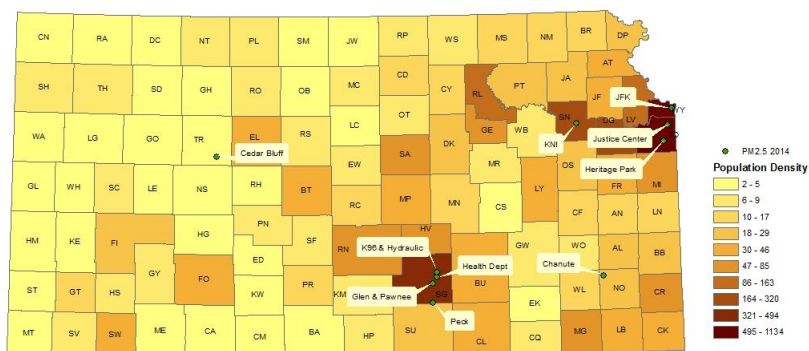 CN RA DC NT PL SM JW RP WS MS NM BR DP
SH TH SD GH RO OB MC CD CY RL PT JA AT
OT JF JFK WY
WA LG GO TR EL RS LC GE WB SN DG LV
KNI Justice Center
Cedar Bluff EW SA DK OS Heritage Park
GL WH SC LE NS RH BT MR FR MI
RC MP MN CS LY CF AN LN
HM KE FI HG PN SF RN HV
K96 & Hydraulic GW WO AL BB
GY ED Health Dept Chanute
ST GT HS FO KW PR KM Glen & Pawnee SG BU WL NO CR
EK
MT SV SW ME CA CM BA HP SU Peck CL CQ MG LB CK
PM2.5 2014
Population Density
2 - 5
6 - 9
10 - 17
18 - 29
30 - 46
47 - 85
86 - 163
164 - 320
321 - 494
495 - 1134